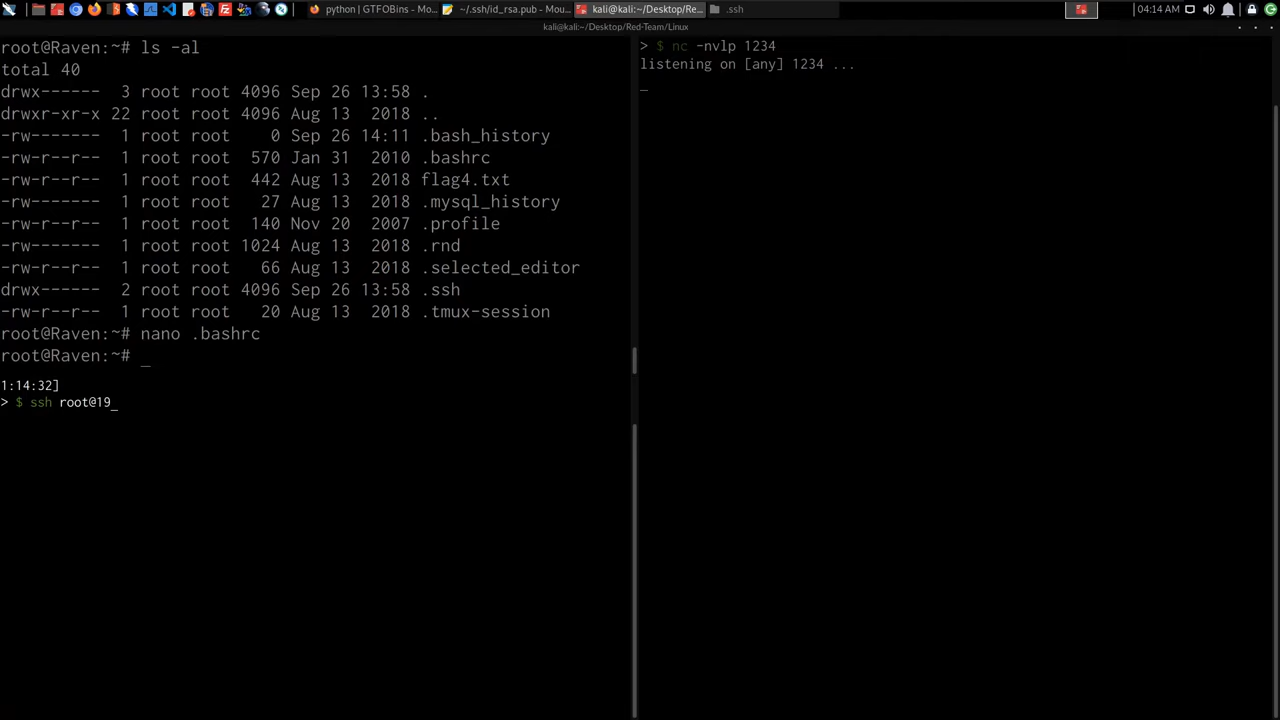 python | GTFOBins - Mo... ~/.ssh/id_rsa.pub - Mou... kali@kali:~/Desktop/Re... .ssh 04:14 AM
kali@kali:~/Desktop/Red-Team/Linux
root@Raven:~# ls -al
total 40
drwx------ 3 root root 4096 Sep 26 13:58 .
drwxr-xr-x 22 root root 4096 Aug 13 2018 ..
-rw------- 1 root root 0 Sep 26 14:11 .bash_history
-rw-r--r-- 1 root root 570 Jan 31 2010 .bashrc
-rw-r--r-- 1 root root 442 Aug 13 2018 flag4.txt
-rw------- 1 root root 27 Aug 13 2018 .mysql_history
-rw-r--r-- 1 root root 140 Nov 20 2007 .profile
-rw------- 1 root root 1024 Aug 13 2018 .rnd
-rw-r--r-- 1 root root 66 Aug 13 2018 .selected_editor
drwx------ 2 root root 4096 Sep 26 13:58 .ssh
-rw-r--r-- 1 root root 20 Aug 13 2018 .tmux-session
root@Raven:~# nano .bashrc
root@Raven:~# _
1:14:32]
> $ ssh root@19_
> $ nc -nvlp 1234
listening on [any] 1234 ...
_